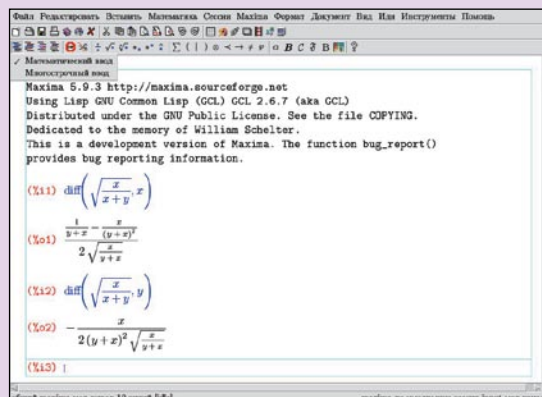 Файл Редактировать Вставить Математика Сессия Maxima Формат Документ Вид Иди Инструменты Помощь
✓ Математический ввод
Многострочный ввод
Maxima 5.9.3 http://maxima.sourceforge.net
Using Lisp GNU Common Lisp (GCL) GCL 2.6.7 (aka GCL)
Distributed under the GNU Public License. See the file COPYING.
Dedicated to the memory of William Schelter.
This is a development version of Maxima. The function bug_report()
provides bug reporting information.
(%i1) diff(√(x/(x+y)), x)
(%o1) (1/(y+x) − x/(y+x)²)/(2√(x/(y+x)))
(%i2) diff(√(x/(x+y)), y)
(%o2) −x/(2(y+x)²√(x/(y+x)))
(%i3)